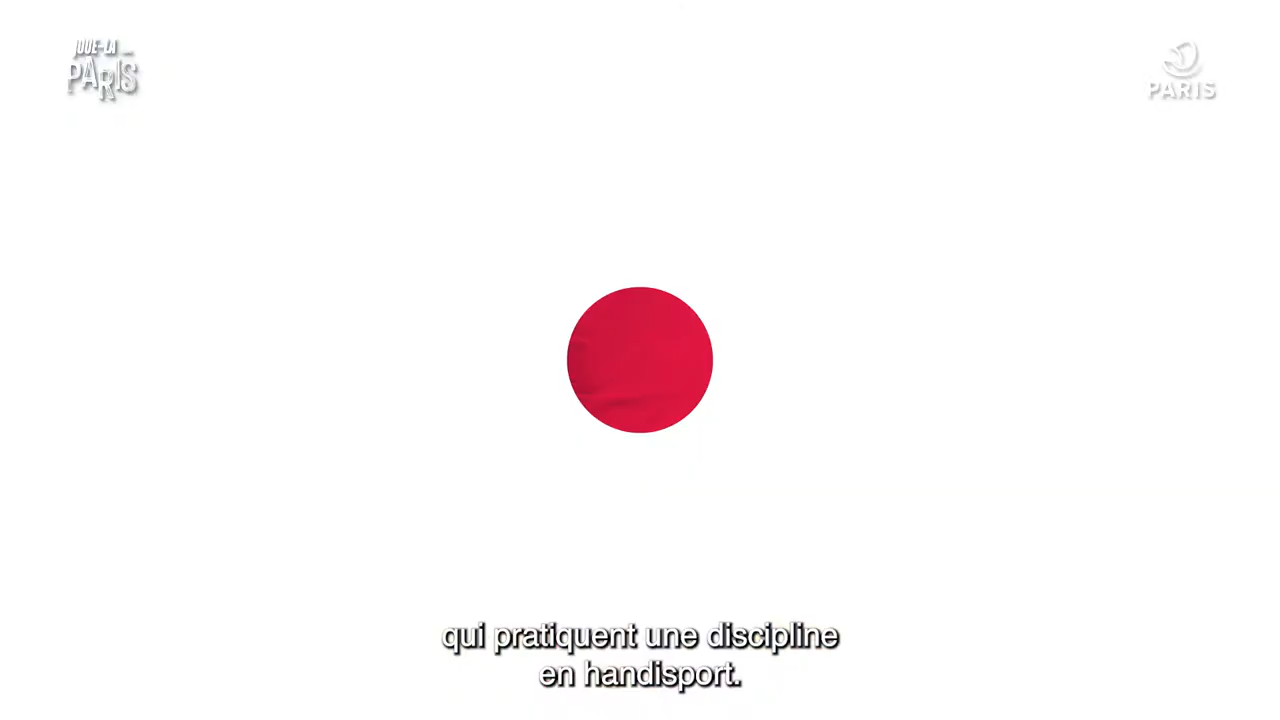 JOUE-LA
PARIS
PARIS
qui pratiquent une discipline
en handisport.